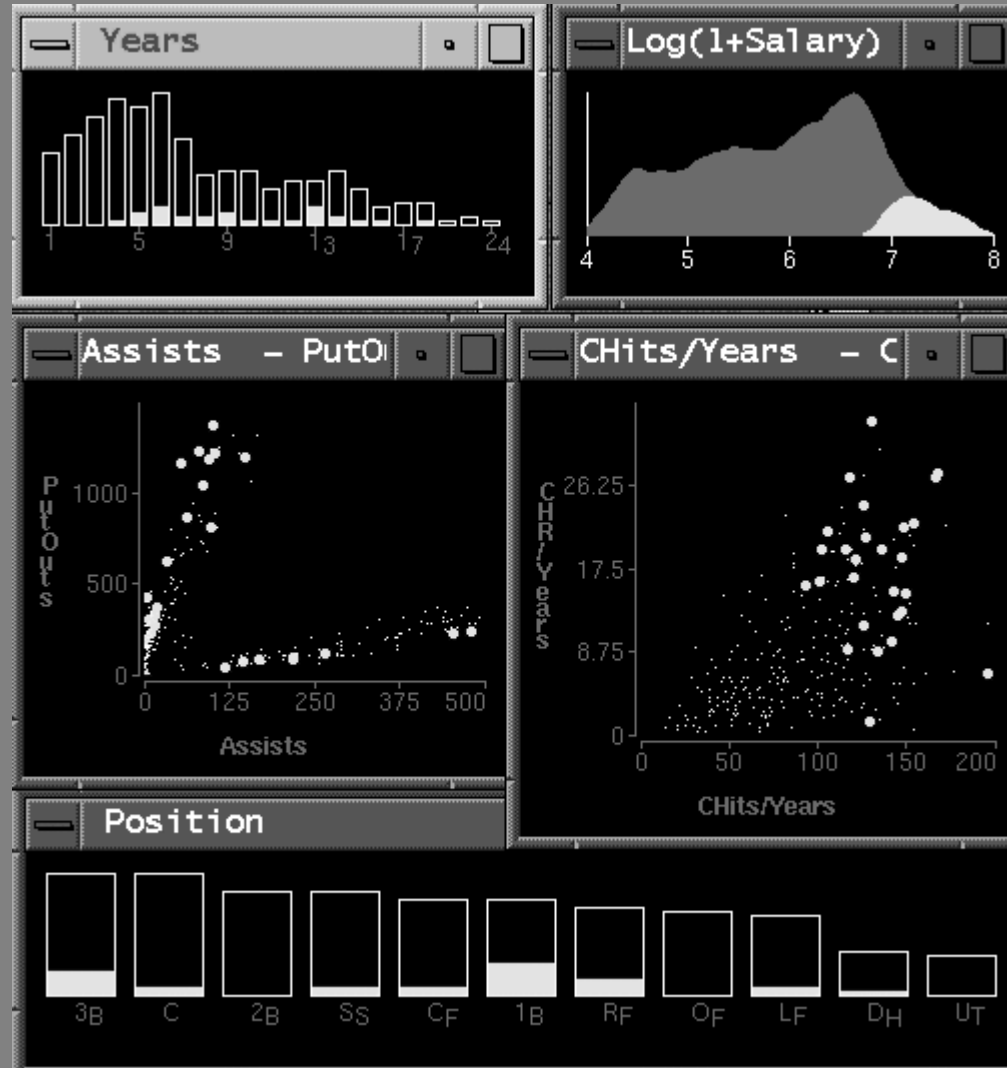 Years
1 5 9 13 17 24
Log(1+Salary)
4 5 6 7 8
Assists - PutO
PutOuts
1000
500
0
0 125 250 375 500
Assists
CHits/Years - C
CHR/Years
26.25
17.5
8.75
0
0 50 100 150 200
CHits/Years
Position
3B C 2B SS CF 1B RF OF LF DH UT